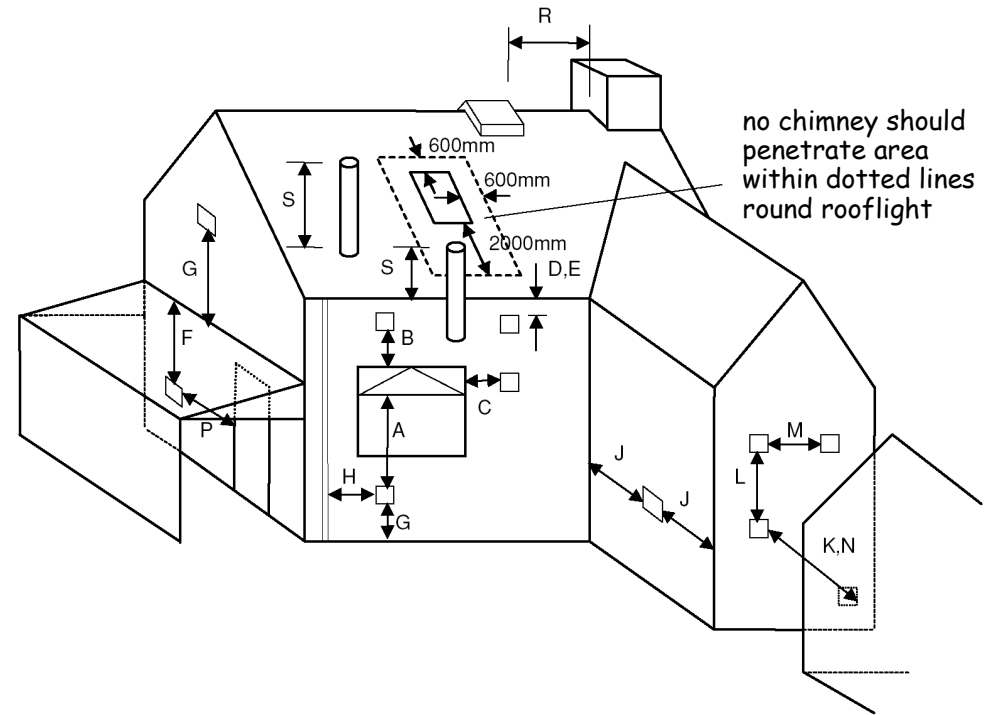 R
no chimney should
penetrate area
within dotted lines
round rooflight
600mm
600mm
S
2000mm
S
D,E
G
F
B
C
P
A
H
G
J
J
M
L
K,N